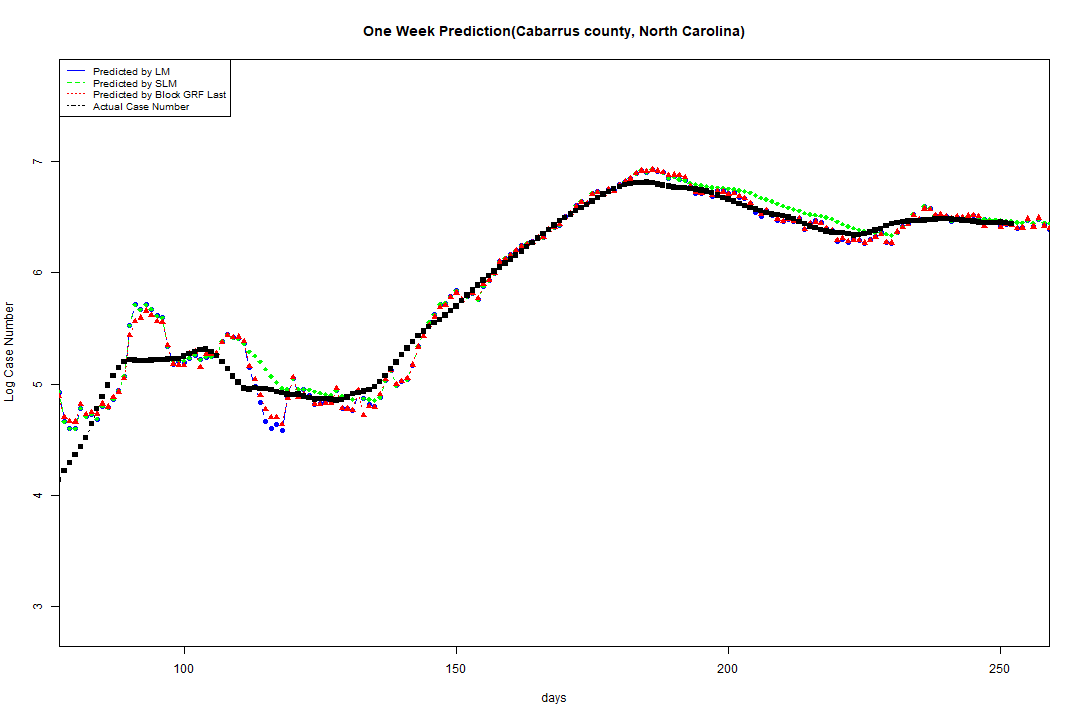 One Week Prediction(Cabarrus county, North Carolina)
Predicted by LM
Predicted by SLM
Predicted by Block GRF Last
Actual Case Number
7
6
5
4
3
Log Case Number
100 150 200 250
days